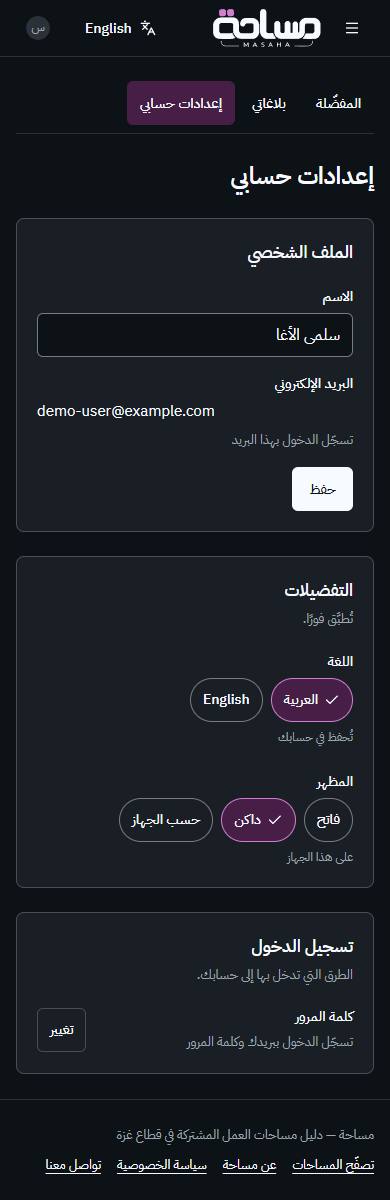 مساحة
MASAHA
English
س
المفضّلة
بلاغاتي
إعدادات حسابي
إعدادات حسابي
الملف الشخصي
الاسم
سلمى الأغا
البريد الإلكتروني
demo-user@example.com
تسجّل الدخول بهذا البريد
حفظ
التفضيلات
تُطبَّق فورًا.
اللغة
العربية
English
تُحفظ في حسابك
المظهر
فاتح
داكن
حسب الجهاز
على هذا الجهاز
تسجيل الدخول
الطرق التي تدخل بها إلى حسابك.
كلمة المرور
تغيير
تسجّل الدخول ببريدك وكلمة المرور
مساحة — دليل مساحات العمل المشتركة في قطاع غزة
تصفّح المساحات
عن مساحة
سياسة الخصوصية
تواصل معنا